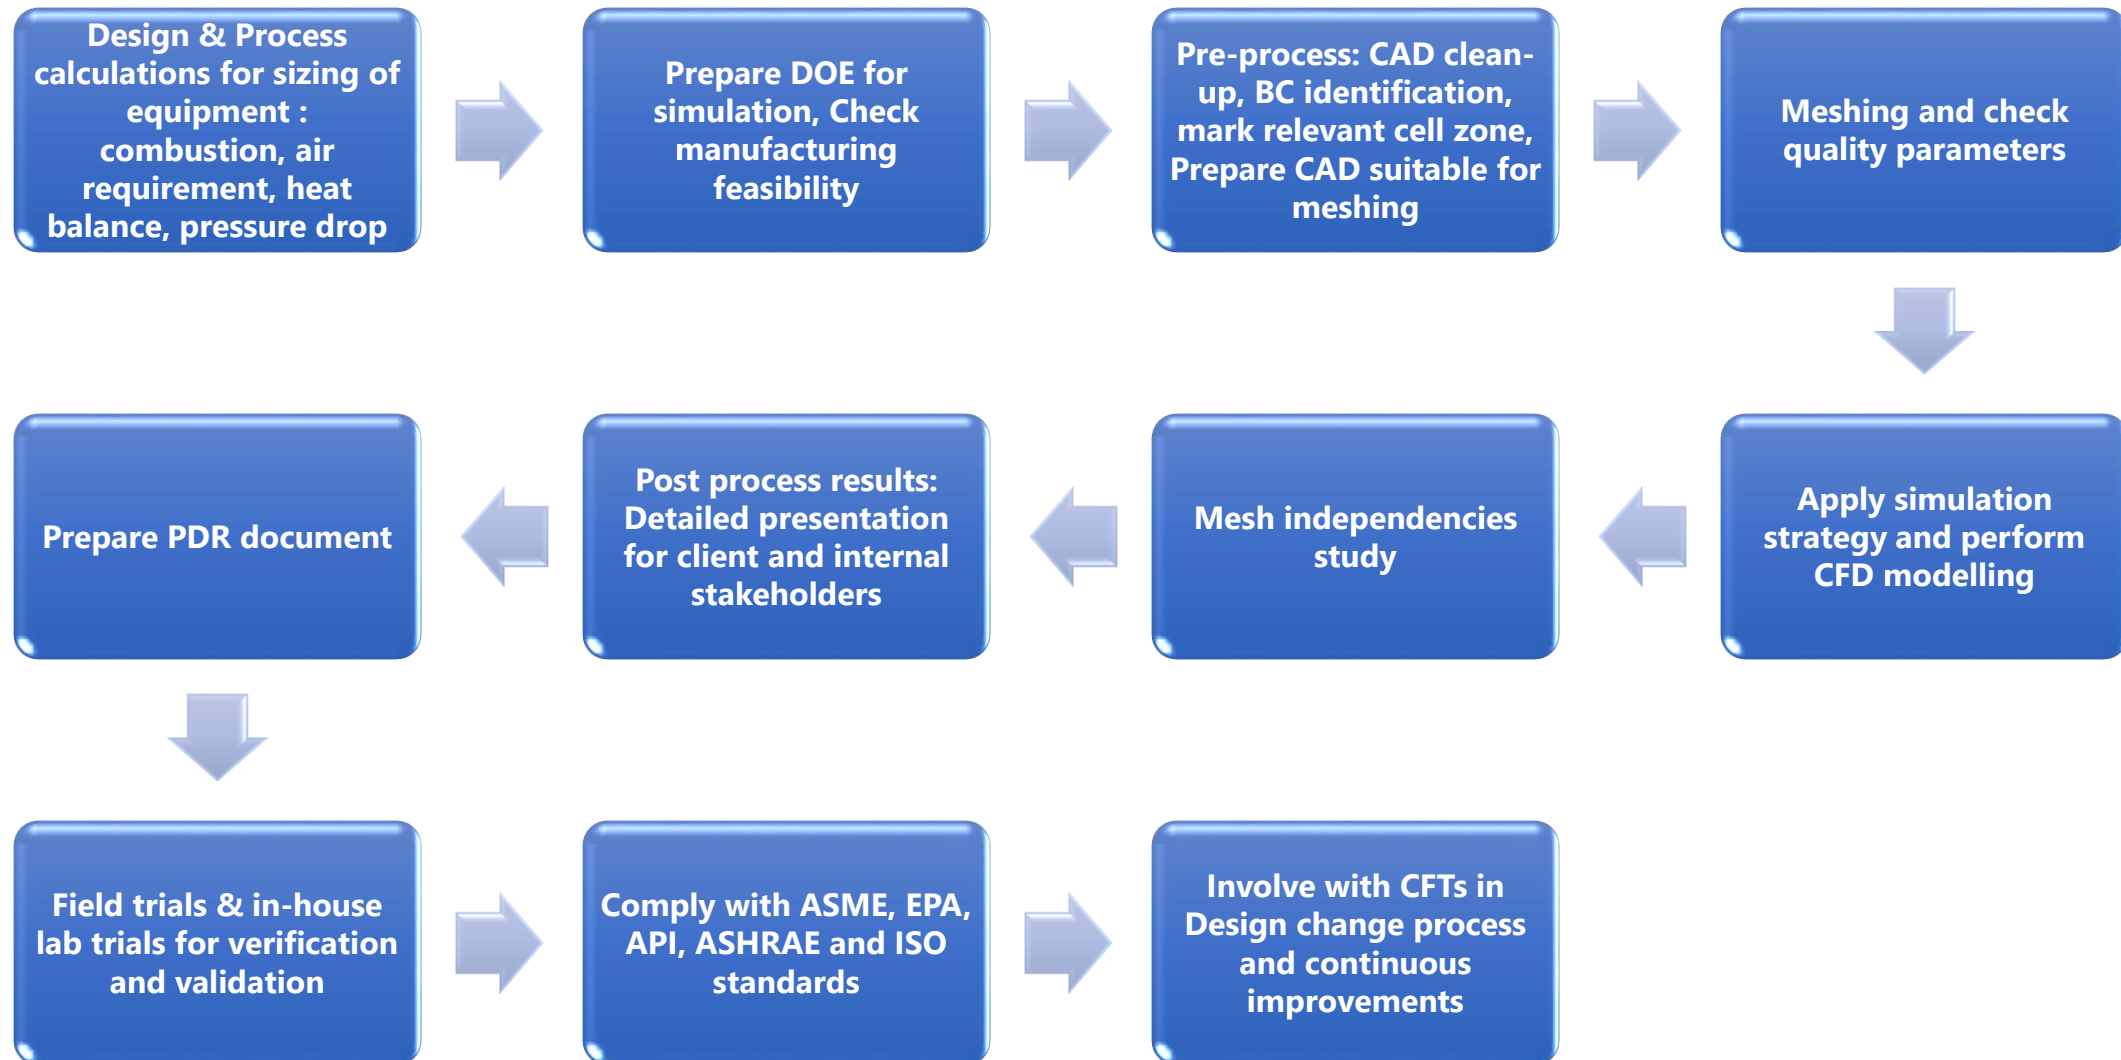 Design & Process
calculations for sizing of
equipment :
combustion, air
requirement, heat
balance, pressure drop
Prepare DOE for
simulation, Check
manufacturing
feasibility
Pre-process: CAD clean-
up, BC identification,
mark relevant cell zone,
Prepare CAD suitable for
meshing
Meshing and check
quality parameters
Apply simulation
strategy and perform
CFD modelling
Mesh independencies
study
Post process results:
Detailed presentation
for client and internal
stakeholders
Prepare PDR document
Field trials & in-house
lab trials for verification
and validation
Comply with ASME, EPA,
API, ASHRAE and ISO
standards
Involve with CFTs in
Design change process
and continuous
improvements